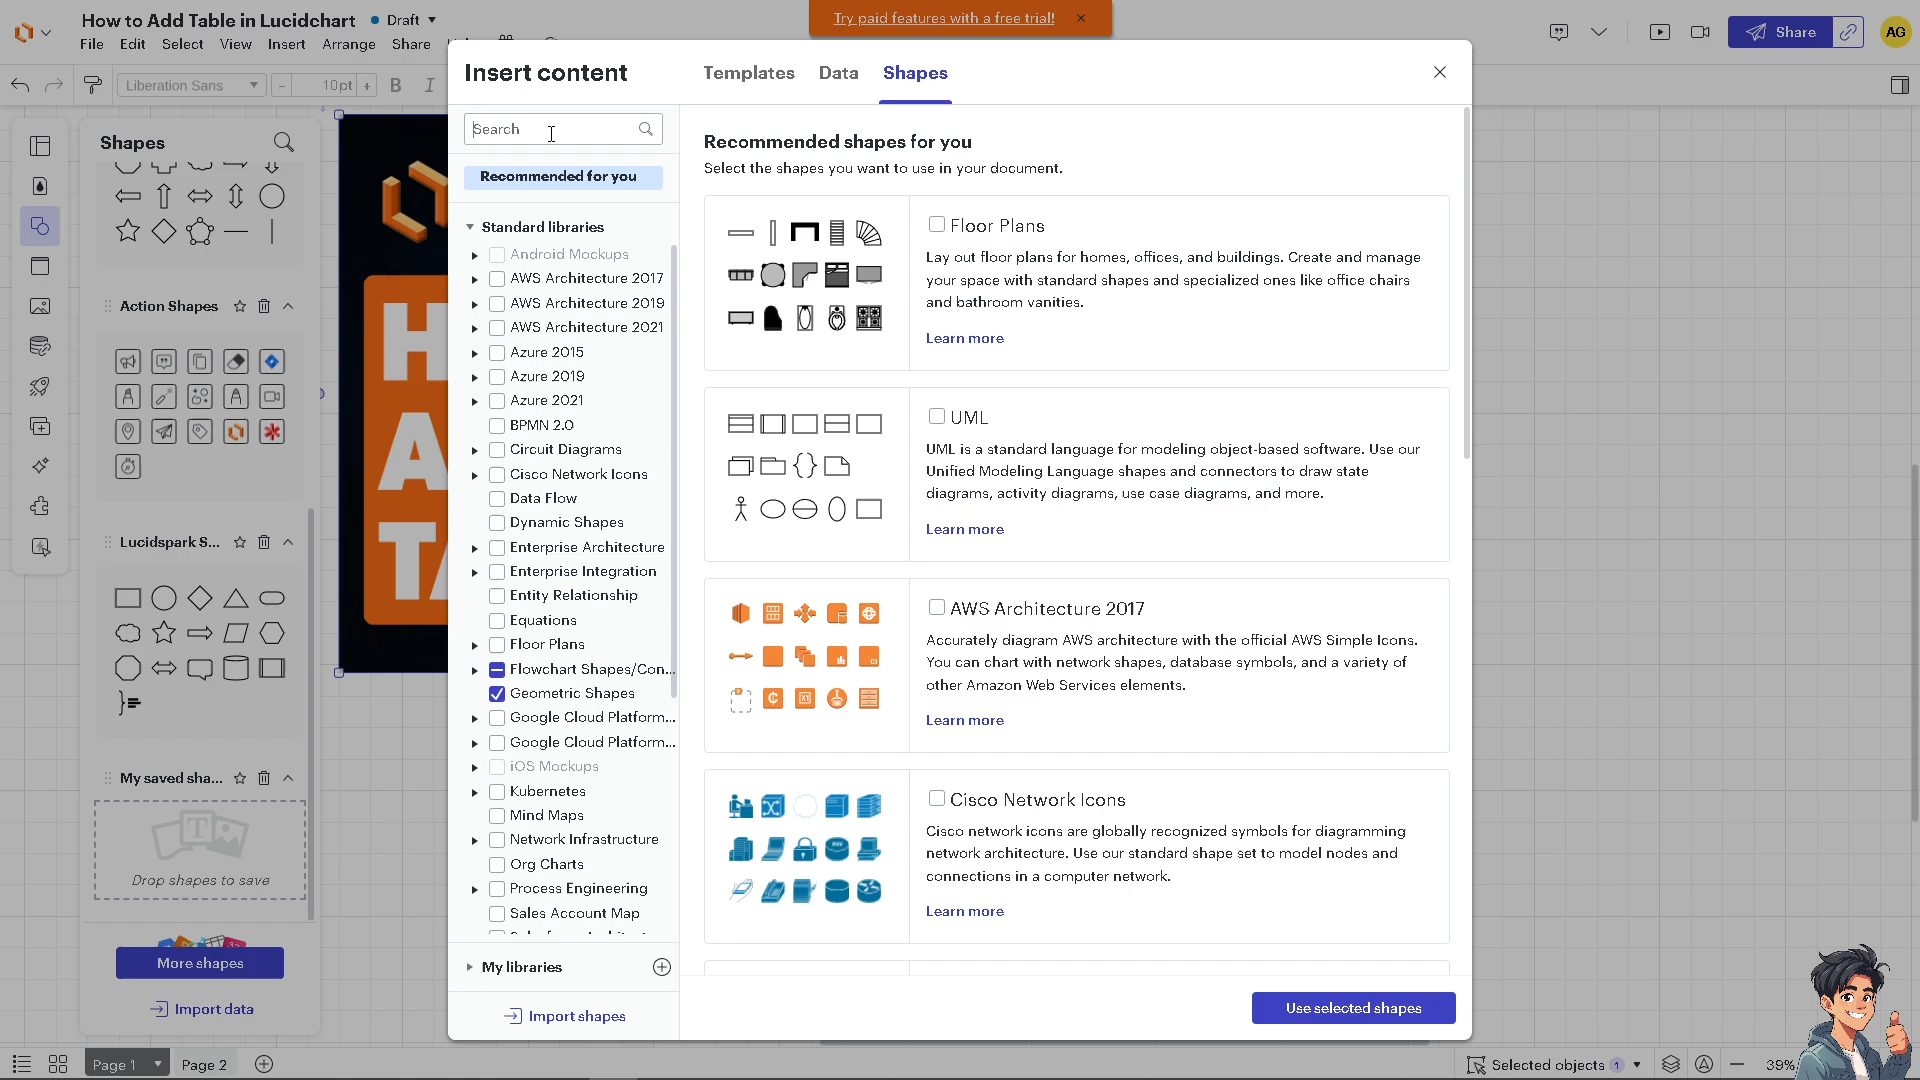 How to Add Table in Lucidchart
Draft
Try paid features with a free trial!
File Edit Select View Insert Arrange Share
Share
AG
Liberation Sans
- 10pt +
B I
Insert content
Templates Data Shapes
Shapes
Search
Recommended for you
Standard libraries
Android Mockups
AWS Architecture 2017
AWS Architecture 2019
AWS Architecture 2021
Azure 2015
Azure 2019
Azure 2021
BPMN 2.0
Circuit Diagrams
Cisco Network Icons
Data Flow
Dynamic Shapes
Enterprise Architecture
Enterprise Integration
Entity Relationship
Equations
Floor Plans
Flowchart Shapes/Con...
Geometric Shapes
Google Cloud Platform...
Google Cloud Platform...
iOS Mockups
Kubernetes
Mind Maps
Network Infrastructure
Org Charts
Process Engineering
Sales Account Map
My libraries
Import shapes
Recommended shapes for you
Select the shapes you want to use in your document.
Floor Plans
Lay out floor plans for homes, offices, and buildings. Create and manage
your space with standard shapes and specialized ones like office chairs
and bathroom vanities.
Learn more
UML
UML is a standard language for modeling object-based software. Use our
Unified Modeling Language shapes and connectors to draw state
diagrams, activity diagrams, use case diagrams, and more.
Learn more
AWS Architecture 2017
Accurately diagram AWS architecture with the official AWS Simple Icons.
You can chart with network shapes, database symbols, and a variety of
other Amazon Web Services elements.
Learn more
Cisco Network Icons
Cisco network icons are globally recognized symbols for diagramming
network architecture. Use our standard shape set to model nodes and
connections in a computer network.
Learn more
Use selected shapes
Action Shapes
Lucidspark S...
My saved sha...
Drop shapes to save
More shapes
Import data
H
A
TA
Page 1
Page 2
Selected objects 1
39%